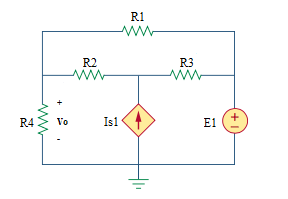 R1
R2
R3
+
R4
Vo
Is1
E1
+
-
-